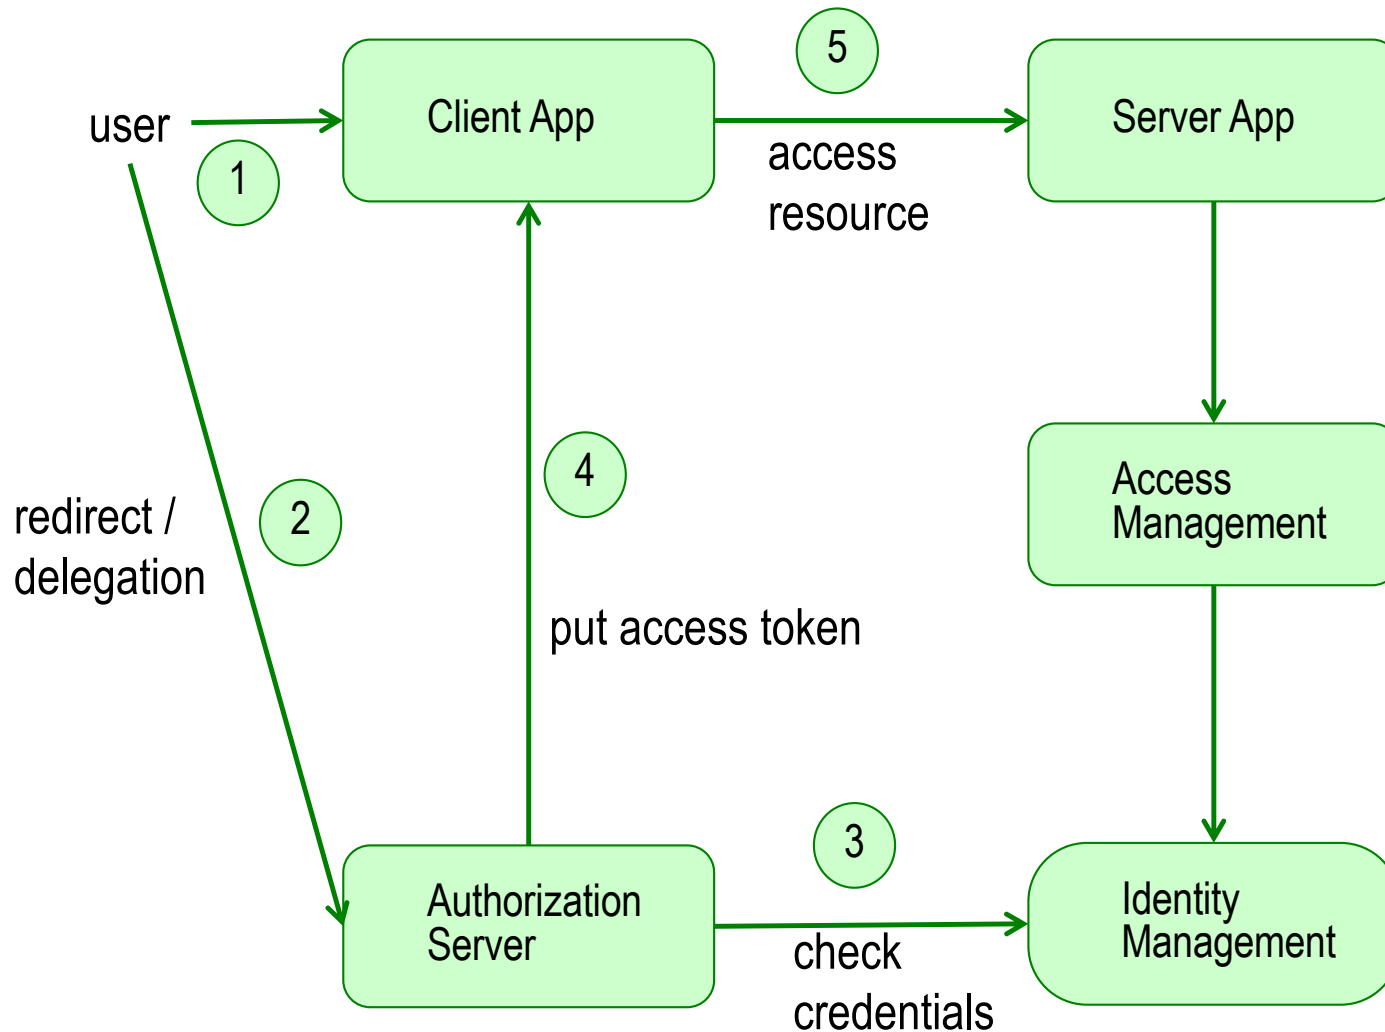 5
Client App
Server App
user
1
access
resource
4
Access
Management
redirect /
delegation
2
put access token
3
Authorization
Server
Identity
Management
check
credentials